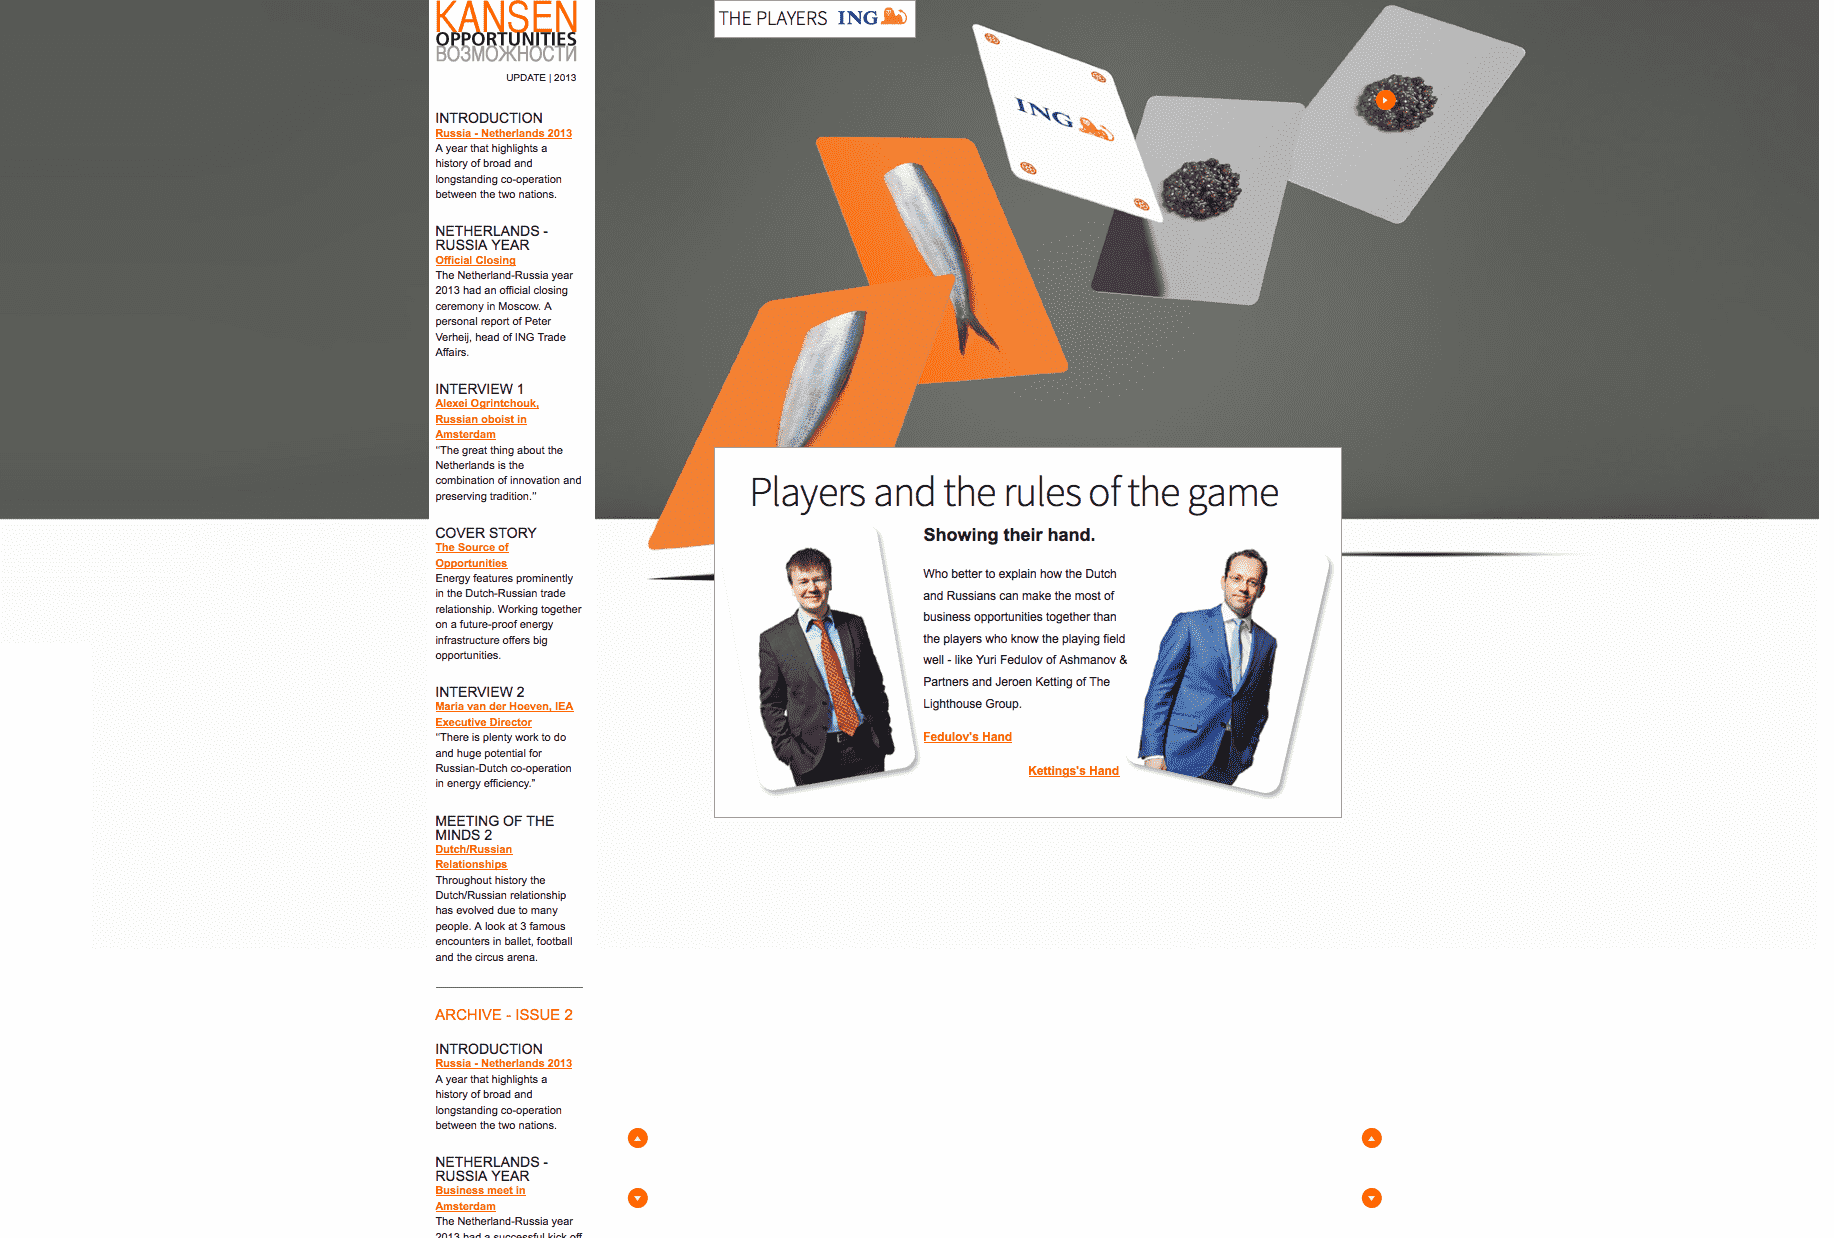 KANSEN
OPPORTUNITIES
ВОЗМОЖНОСТИ
UPDATE | 2013
INTRODUCTION
Russia - Netherlands 2013
A year that highlights a
history of broad and
longstanding co-operation
between the two nations.
NETHERLANDS -
RUSSIA YEAR
Official Closing
The Netherland-Russia year
2013 had an official closing
ceremony in Moscow. A
personal report of Peter
Verheij, head of ING Trade
Affairs.
INTERVIEW 1
Alexei Ogrintchouk,
Russian oboist in
Amsterdam
"The great thing about the
Netherlands is the
combination of innovation and
preserving tradition."
COVER STORY
The Source of
Opportunities
Energy features prominently
in the Dutch-Russian trade
relationship. Working together
on a future-proof energy
infrastructure offers big
opportunities.
INTERVIEW 2
Maria van der Hoeven, IEA
Executive Director
"There is plenty work to do
and huge potential for
Russian-Dutch co-operation
in energy efficiency."
MEETING OF THE
MINDS 2
Dutch/Russian
Relationships
Throughout history the
Dutch/Russian relationship
has evolved due to many
people. A look at 3 famous
encounters in ballet, football
and the circus arena.
ARCHIVE - ISSUE 2
INTRODUCTION
Russia - Netherlands 2013
A year that highlights a
history of broad and
longstanding co-operation
between the two nations.
NETHERLANDS -
RUSSIA YEAR
Business meet in
Amsterdam
The Netherland-Russia year
2013 had a successful kick off
THE PLAYERS ING
ING
Players and the rules of the game
Showing their hand.
Who better to explain how the Dutch
and Russians can make the most of
business opportunities together than
the players who know the playing field
well - like Yuri Fedulov of Ashmanov &
Partners and Jeroen Ketting of The
Lighthouse Group.
Fedulov's Hand
Kettings's Hand